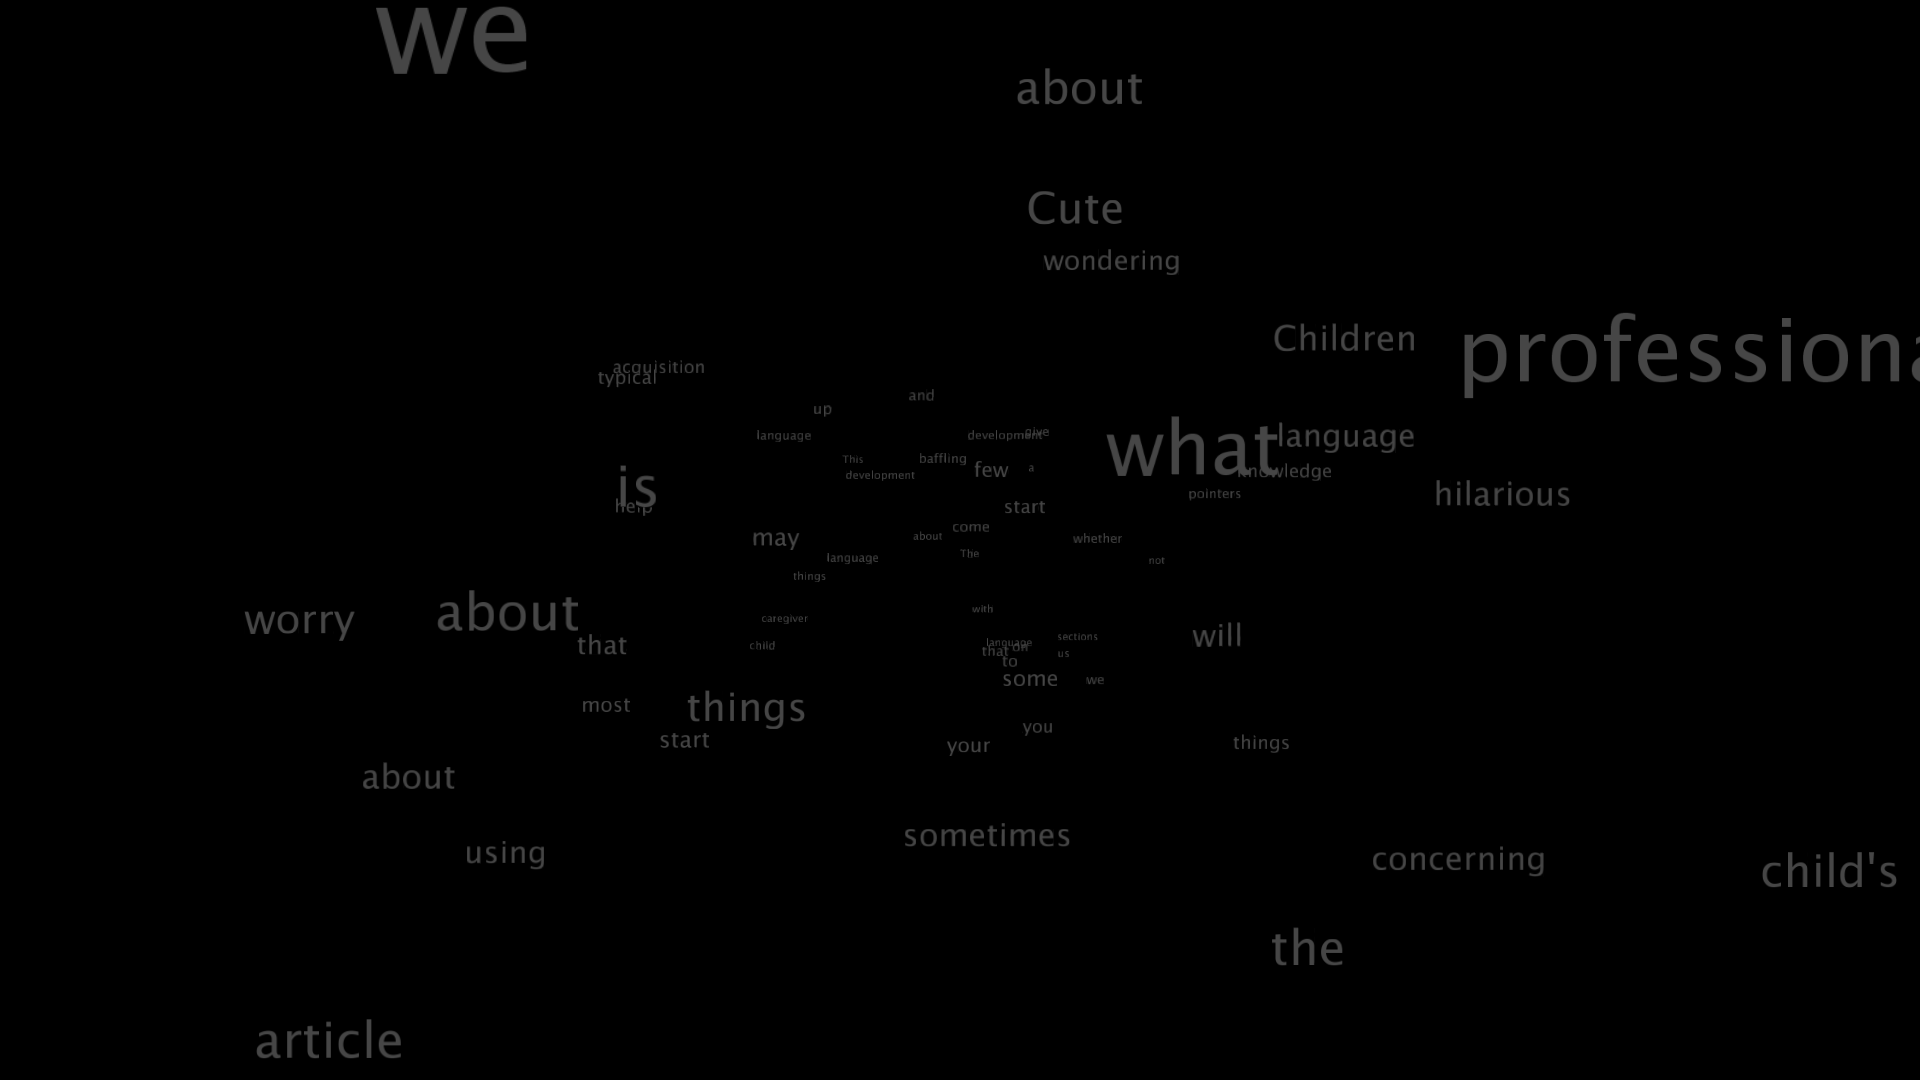 we
about
Cute
wondering
Children
professiona
acquisition
typical
and
up
what
language
language
development
give
This
baffling
few
a
knowledge
development
is
pointers
hilarious
help
start
come
may
about
whether
The
language
not
things
with
worry
about
caregiver
that
child
language
sections
will
that
on
us
to
some
we
most
things
you
start
your
things
about
sometimes
using
concerning
child's
the
article